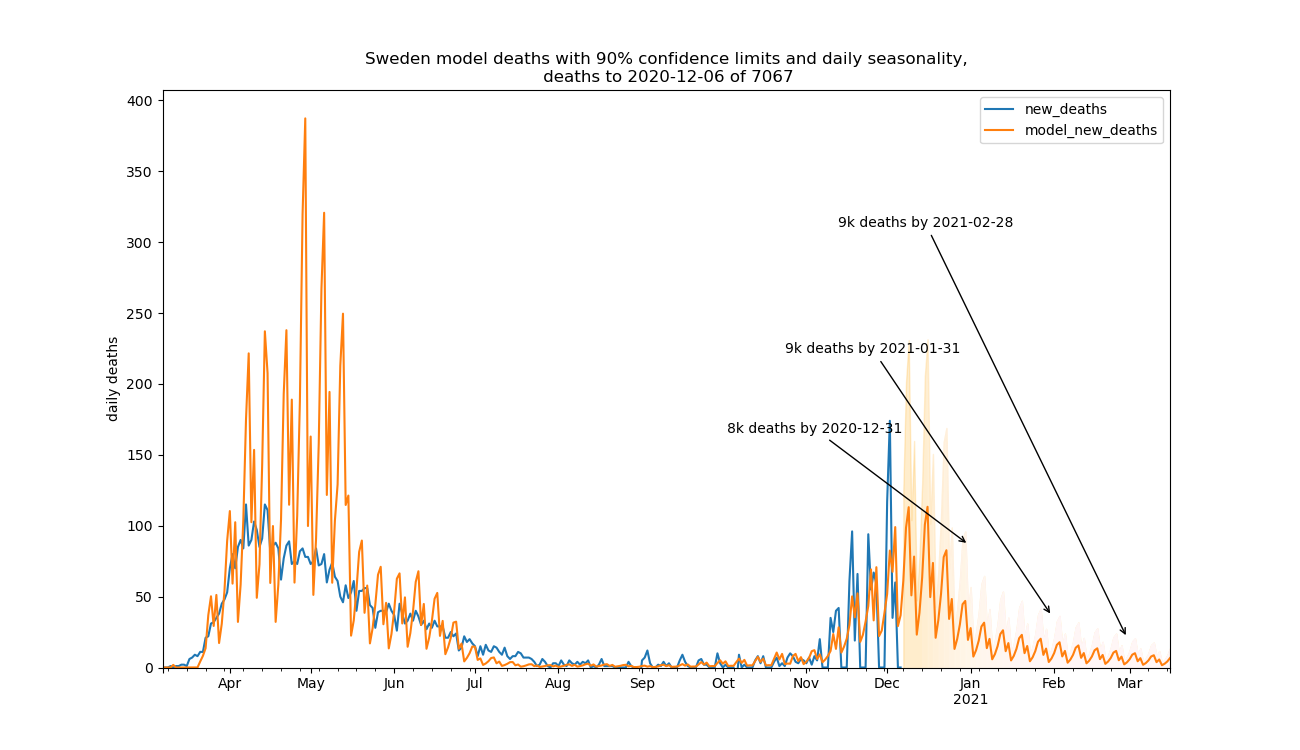 Sweden model deaths with 90% confidence limits and daily seasonality,
deaths to 2020-12-06 of 7067
new_deaths
model_new_deaths
400
350
300
250
200
150
100
50
0
daily deaths
9k deaths by 2021-02-28
9k deaths by 2021-01-31
8k deaths by 2020-12-31
Apr May Jun Jul Aug Sep Oct Nov Dec Jan Feb Mar
2021